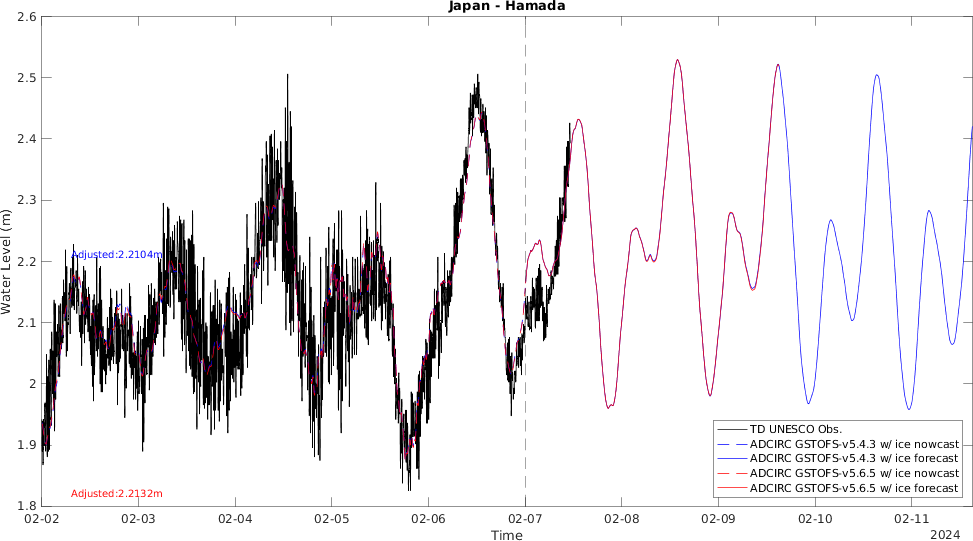 Japan - Hamada
2.6
2.5
2.4
2.3
2.2
2.1
2
1.9
1.8
Water Level (m)
Adjusted:2.2104m
Adjusted:2.2132m
TD UNESCO Obs.
ADCIRC GSTOFS-v5.4.3 w/ ice nowcast
ADCIRC GSTOFS-v5.4.3 w/ ice forecast
ADCIRC GSTOFS-v5.6.5 w/ ice nowcast
ADCIRC GSTOFS-v5.6.5 w/ ice forecast
02-02 02-03 02-04 02-05 02-06 02-07 02-08 02-09 02-10 02-11
Time
2024